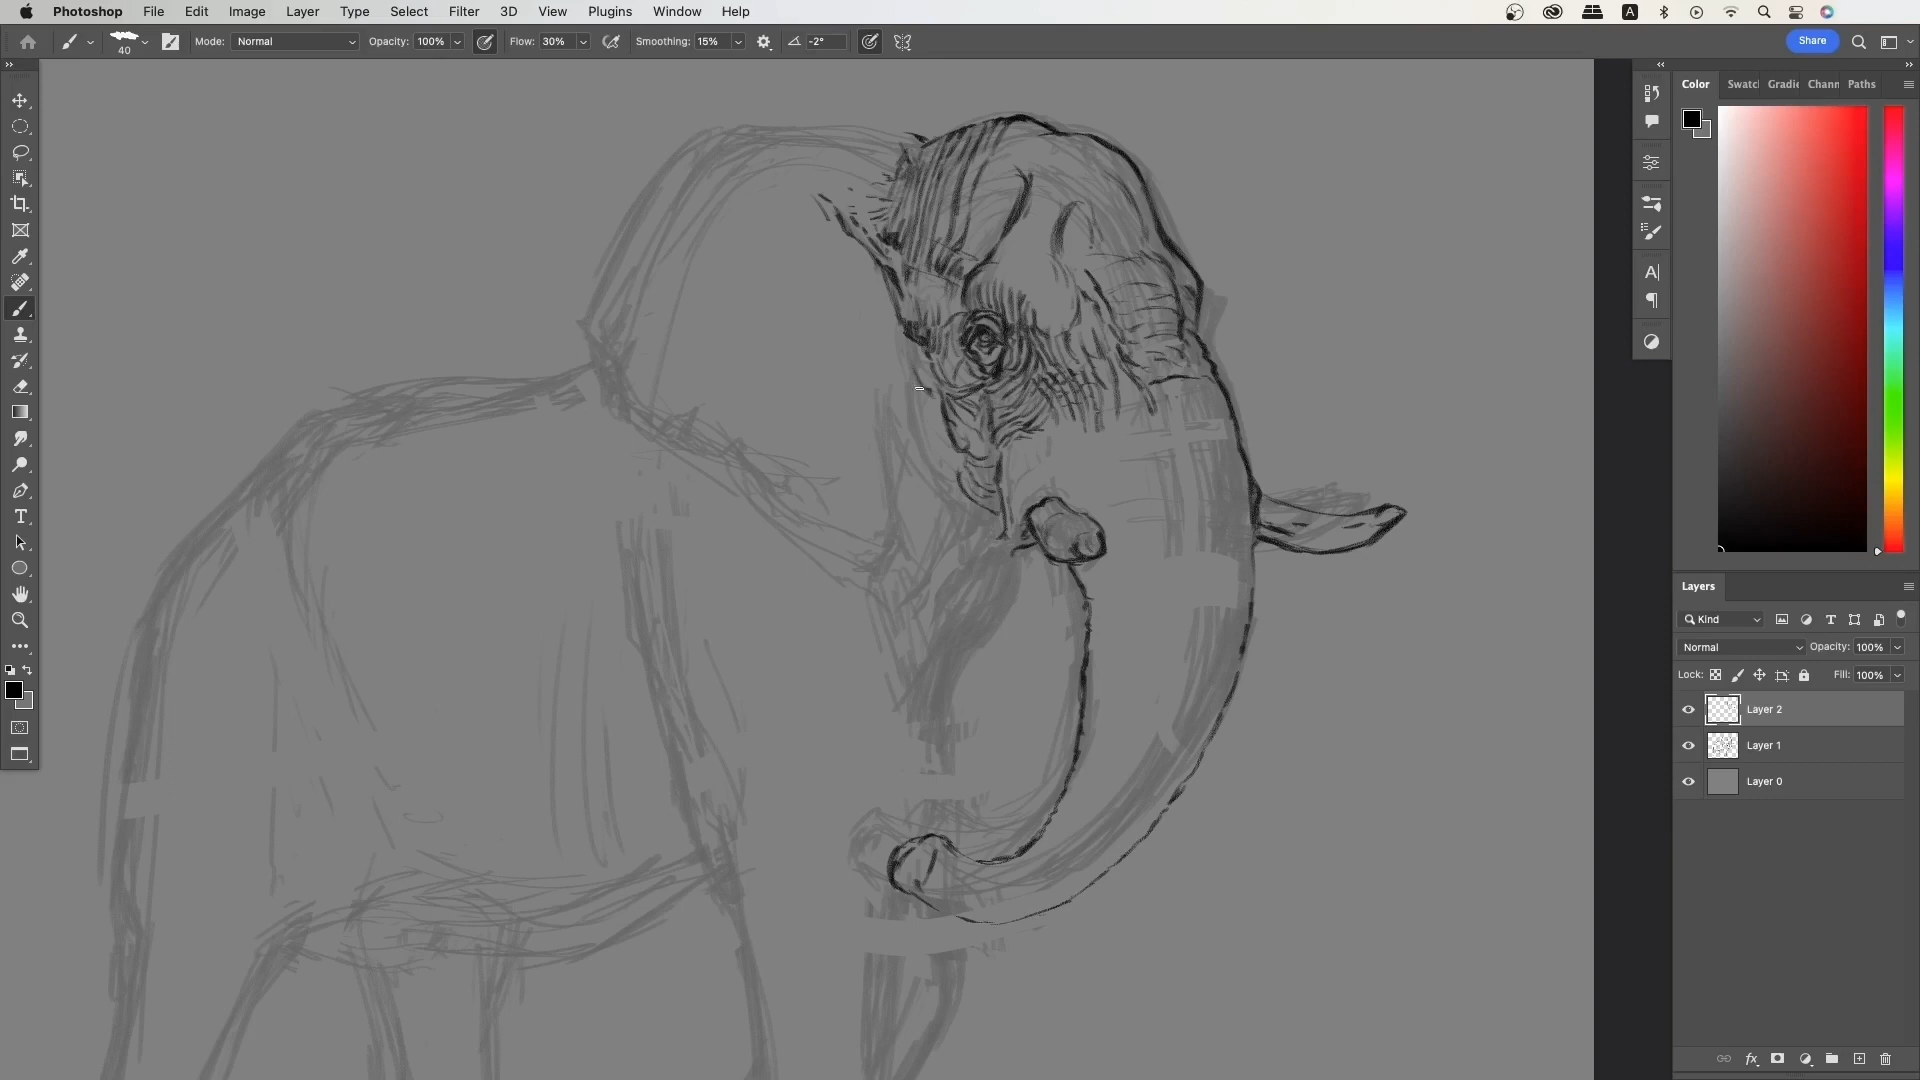 Photoshop File Edit Image Layer Type Select Filter 3D View Plugins Window Help A
40 Mode: Normal Opacity: 100% Flow: 30% Smoothing: 15% -2° Share
Color Swatc Gradie Chann Paths
A
T
Layers
Kind T
Normal Opacity: 100%
Lock: Fill: 100%
Layer 2
Layer 1
Layer 0
fx